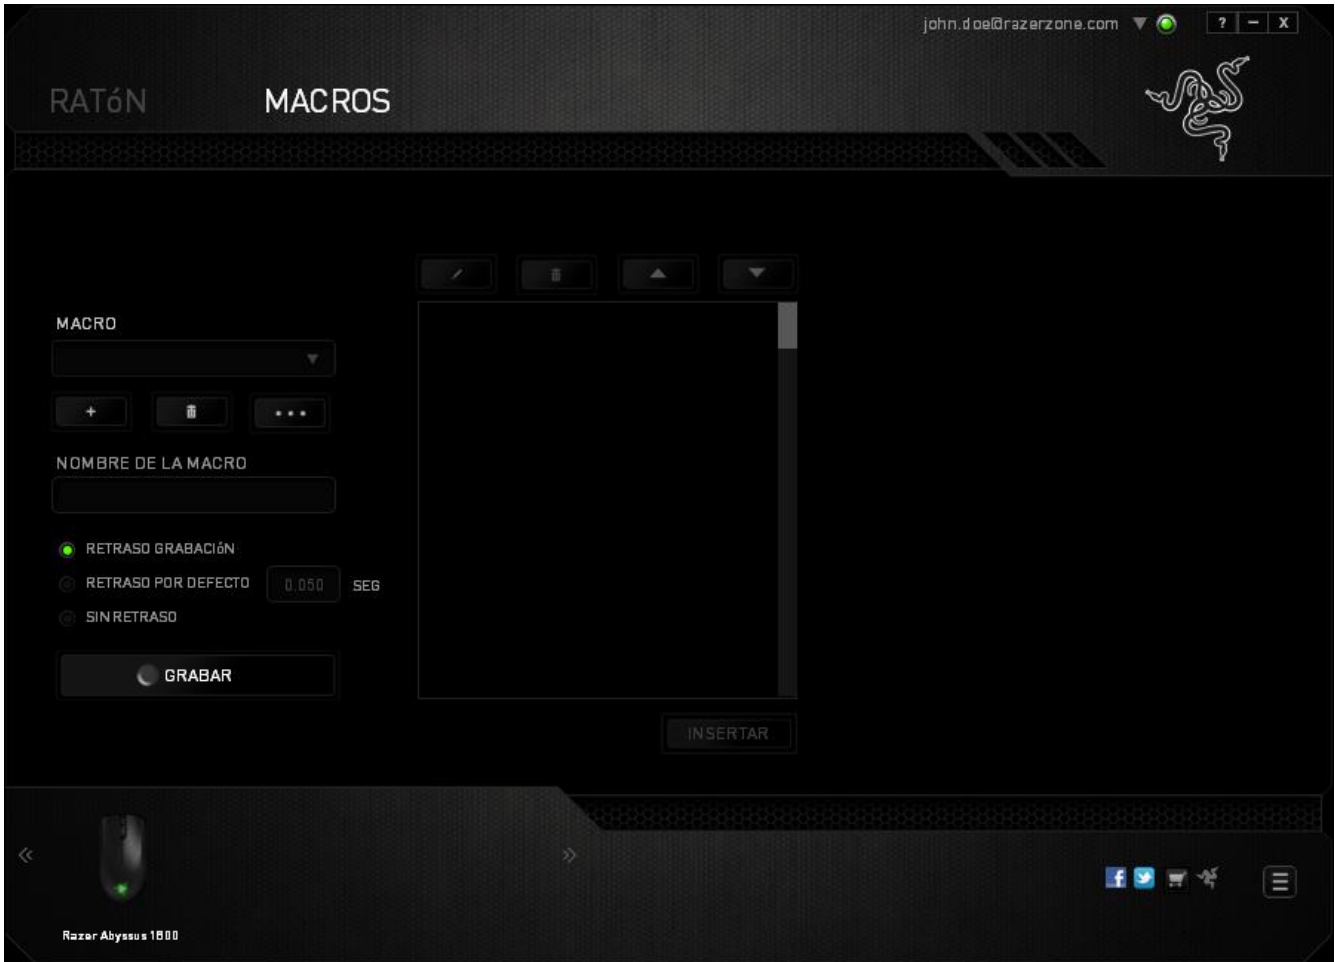 john.doe@razerzone.com
? – X
RATóN MACROS
MACRO
+
NOMBRE DE LA MACRO
RETRASO GRABACIóN
RETRASO POR DEFECTO 0.050 SEG
SIN RETRASO
GRABAR
INSERTAR
Razer Abyssus 1800